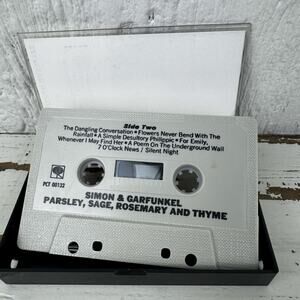 Side Two
The Dangling Conversation • Flowers Never Bend With The
Rainfall • A Simple Desultory Philippic • For Emily,
Whenever I May Find Her • A Poem On The Underground Wall
7 O'Clock News / Silent Night
PCT 00132
SIMON & GARFUNKEL
PARSLEY, SAGE, ROSEMARY AND THYME